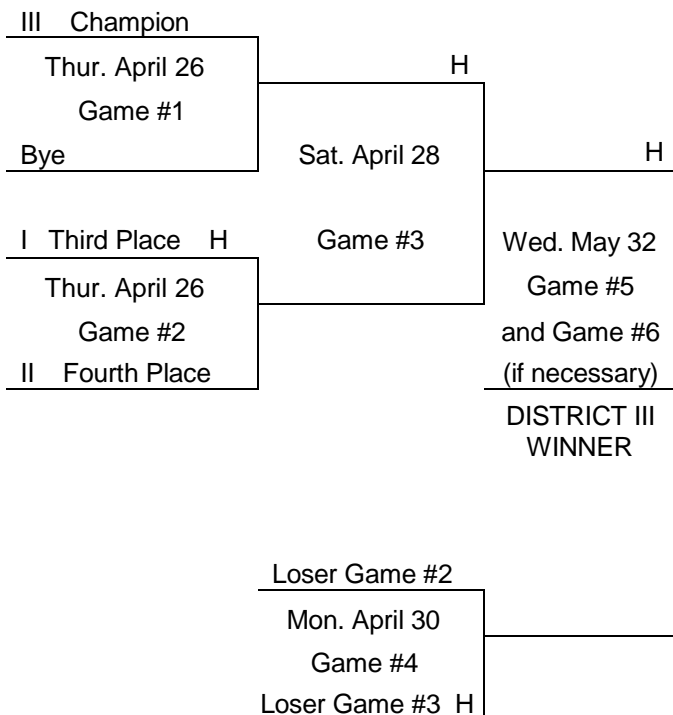 III Champion
Thur. April 26
Game #1
Bye
H
Sat. April 28
Game #3
I Third Place H
Thur. April 26
Game #2
II Fourth Place
H
Wed. May 32
Game #5
and Game #6
(if necessary)
DISTRICT III
WINNER
Loser Game #2
Mon. April 30
Game #4
Loser Game #3 H